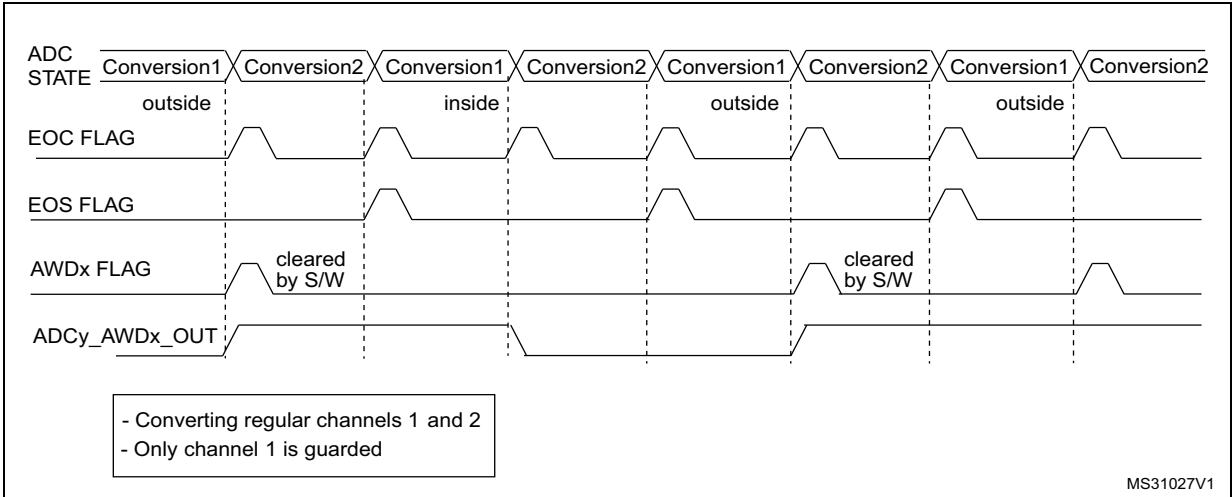 ADC
STATE
Conversion1 Conversion2 Conversion1 Conversion2 Conversion1 Conversion2 Conversion1 Conversion2
outside inside outside outside
EOC FLAG
EOS FLAG
AWDx FLAG
cleared
by S/W
cleared
by S/W
ADCy_AWDx_OUT
- Converting regular channels 1 and 2
- Only channel 1 is guarded
MS31027V1